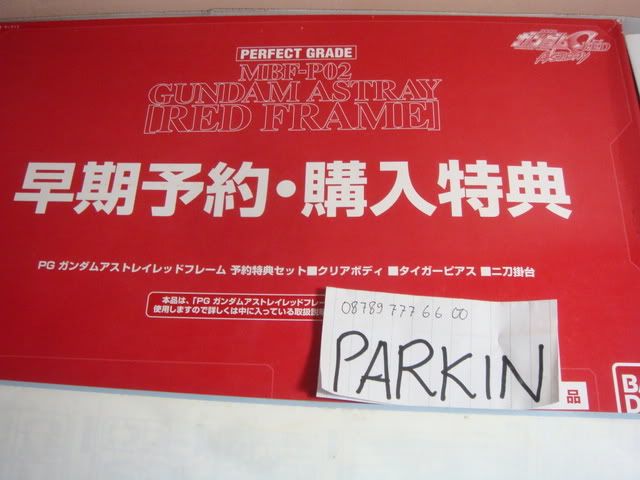 PERFECT GRADE
MBF-P02
GUNDAM ASTRAY
[RED FRAME]
早期予約・購入特典
PG ガンダムアストレイレッドフレーム 予約特典セット■クリアボディ ■タイガーピアス ■二刀掛台
本品は、「PG ガンダムアストレイレッドフレー
使用しますので詳しくは中に入っている取扱説明
08789 777 6 6 00
PARKIN
品
BA